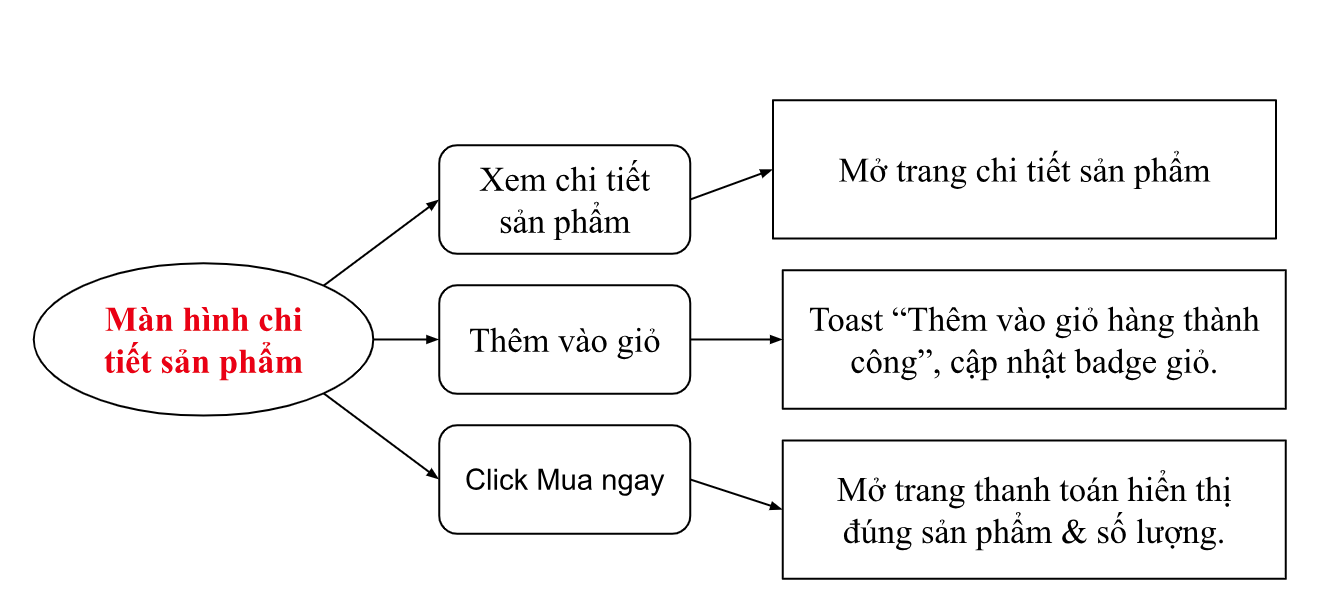 Màn hình chi
tiết sản phẩm
Xem chi tiết
sản phẩm
Mở trang chi tiết sản phẩm
Thêm vào giỏ
Toast “Thêm vào giỏ hàng thành
công”, cập nhật badge giỏ.
Click Mua ngay
Mở trang thanh toán hiển thị
đúng sản phẩm & số lượng.